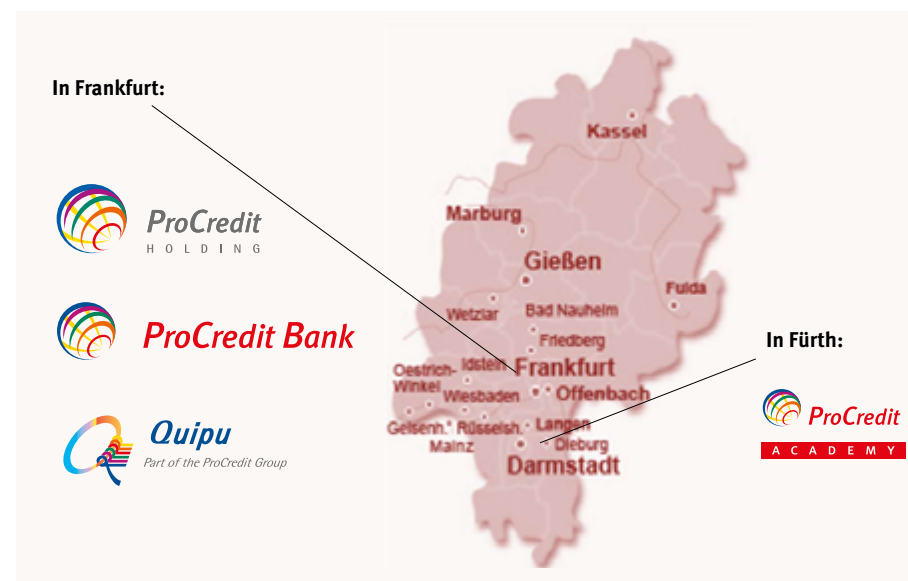 In Frankfurt:
ProCredit
HOLDING
ProCredit Bank
Quipu
Part of the ProCredit Group
Kassel
Marburg
Gießen
Fulda
Wetzlar
Bad Nauheim
Friedberg
Oestrich-
Winkel
Idstein
Frankfurt
Wiesbaden
Offenbach
Geisenh.
Rüsselsh.
Langen
Mainz
Dieburg
Darmstadt
In Fürth:
ProCredit
ACADEMY